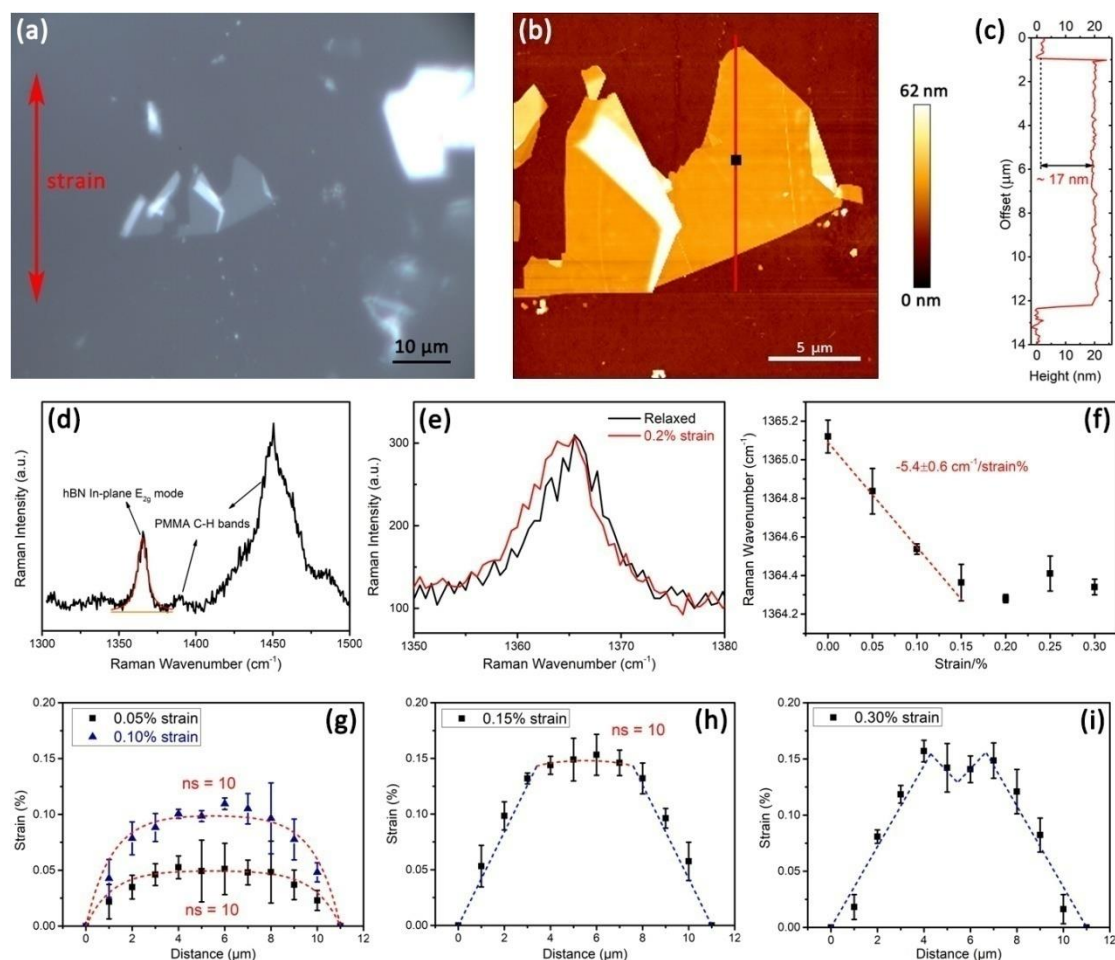 (a)
strain
10 µm
(b)
5 µm
62 nm
0 nm
(c)
0 10 20
0
2
4
6
8
10
12
14
Offset (µm)
~ 17 nm
0 10 20
Height (nm)
(d)
Raman Intensity (a.u.)
hBN In-plane E2g mode
PMMA C-H bands
1300 1350 1400 1450 1500
Raman Wavenumber (cm-1)
(e)
Relaxed
0.2% strain
Raman Intensity (a.u.)
300
200
100
1350 1360 1370 1380
Raman Wavenumber (cm-1)
(f)
Raman Wavenumber (cm-1)
1365.2
1365.0
1364.8
1364.6
1364.4
1364.2
-5.4±0.6 cm-1/strain%
0.00 0.05 0.10 0.15 0.20 0.25 0.30
Strain/%
(g)
0.05% strain
0.10% strain
Strain (%)
0.20
0.15
0.10
0.05
0.00
ns = 10
ns = 10
0 2 4 6 8 10 12
Distance (µm)
(h)
0.15% strain
ns = 10
Strain (%)
0.20
0.15
0.10
0.05
0.00
0 2 4 6 8 10 12
Distance (µm)
(i)
0.30% strain
Strain (%)
0.20
0.15
0.10
0.05
0.00
0 2 4 6 8 10 12
Distance (µm)